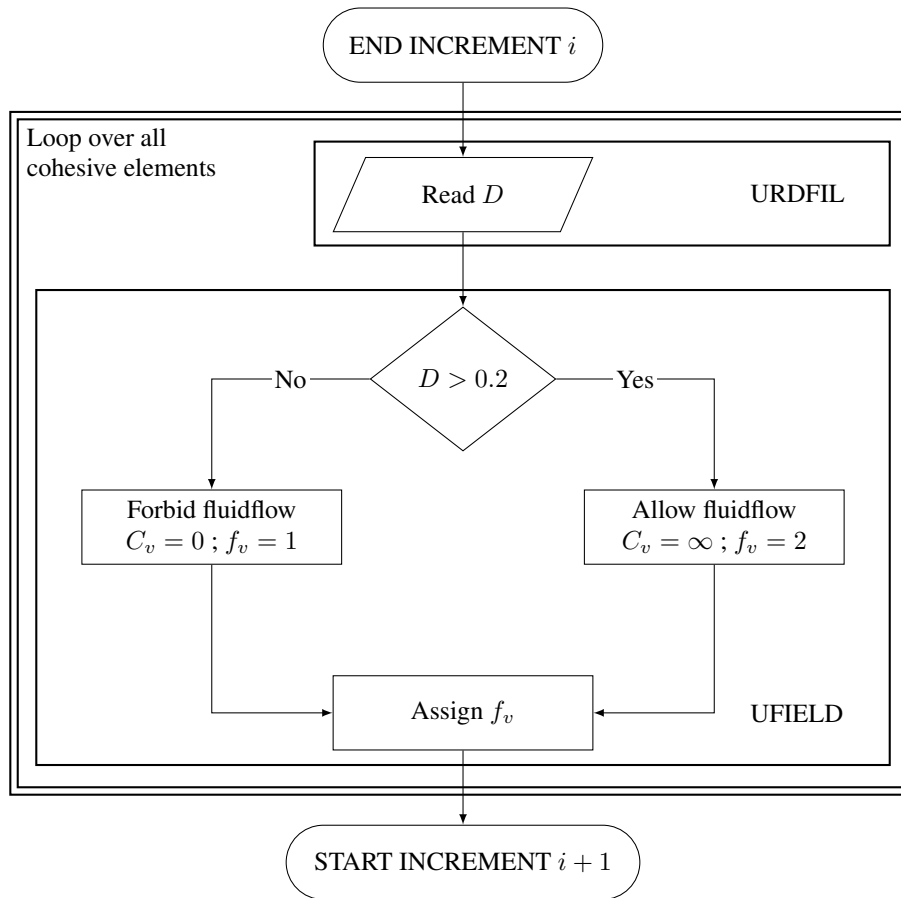 END INCREMENT i
Loop over all
cohesive elements
Read D
URDFIL
D > 0.2
No
Yes
Forbid fluidflow
C_v = 0 ; f_v = 1
Allow fluidflow
C_v = ∞ ; f_v = 2
Assign f_v
UFIELD
START INCREMENT i + 1